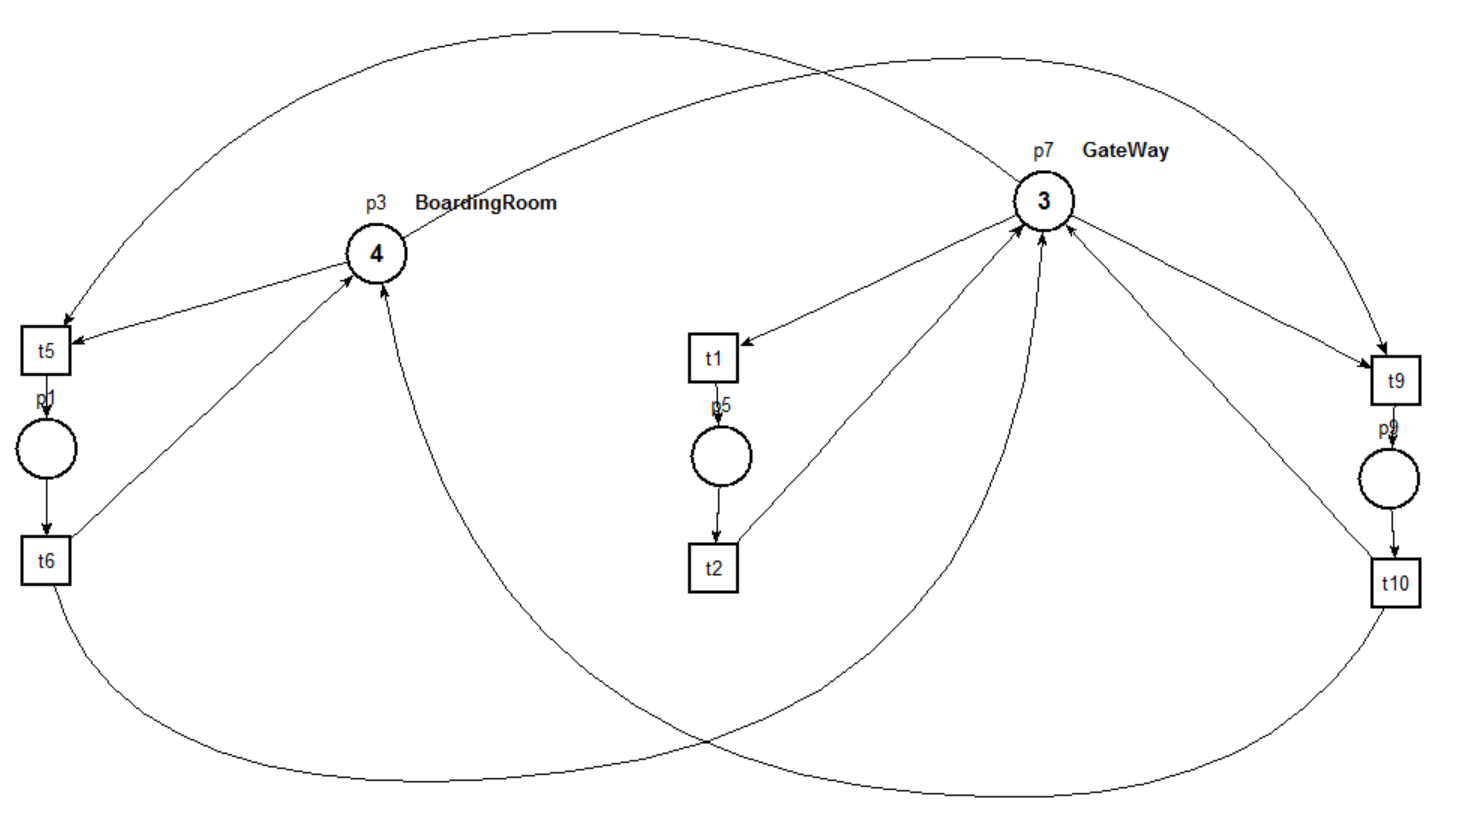 p7 GateWay
3
p3 BoardingRoom
4
t5
p1
t6
t1
p5
t2
t9
p9
t10